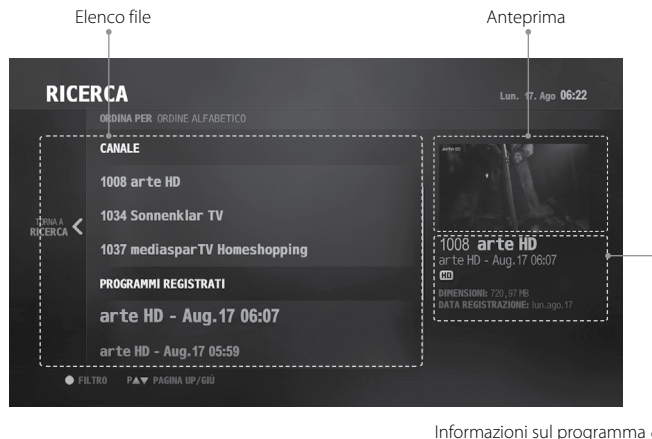 Elenco file
Anteprima
RICERCA
Lun. 17. Ago 06:22
ORDINA PER ORDINE ALFABETICO
CANALE
1008 arte HD
1034 Sonnenklar TV
TORNA A
RICERCA
1037 mediasparTV Homeshopping
PROGRAMMI REGISTRATI
arte HD - Aug.17 06:07
arte HD - Aug.17 05:59
FILTRO P▲▼ PAGINA UP/GIÙ
arte HD
1008 arte HD
arte HD - Aug.17 06:07
HD
DIMENSIONI: 720,97 MB
DATA REGISTRAZIONE: lun.ago.17
Informazioni sul programma